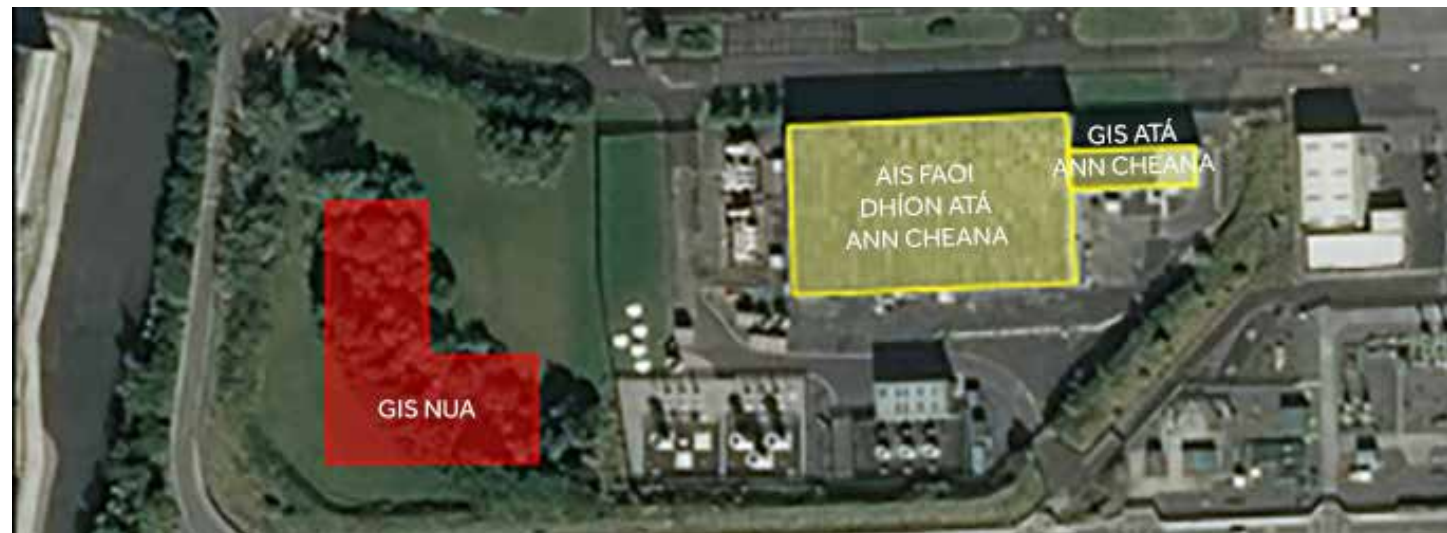 GIS NUA
AIS FAOI
DHÍON ATÁ
ANN CHEANA
GIS ATÁ
ANN CHEANA